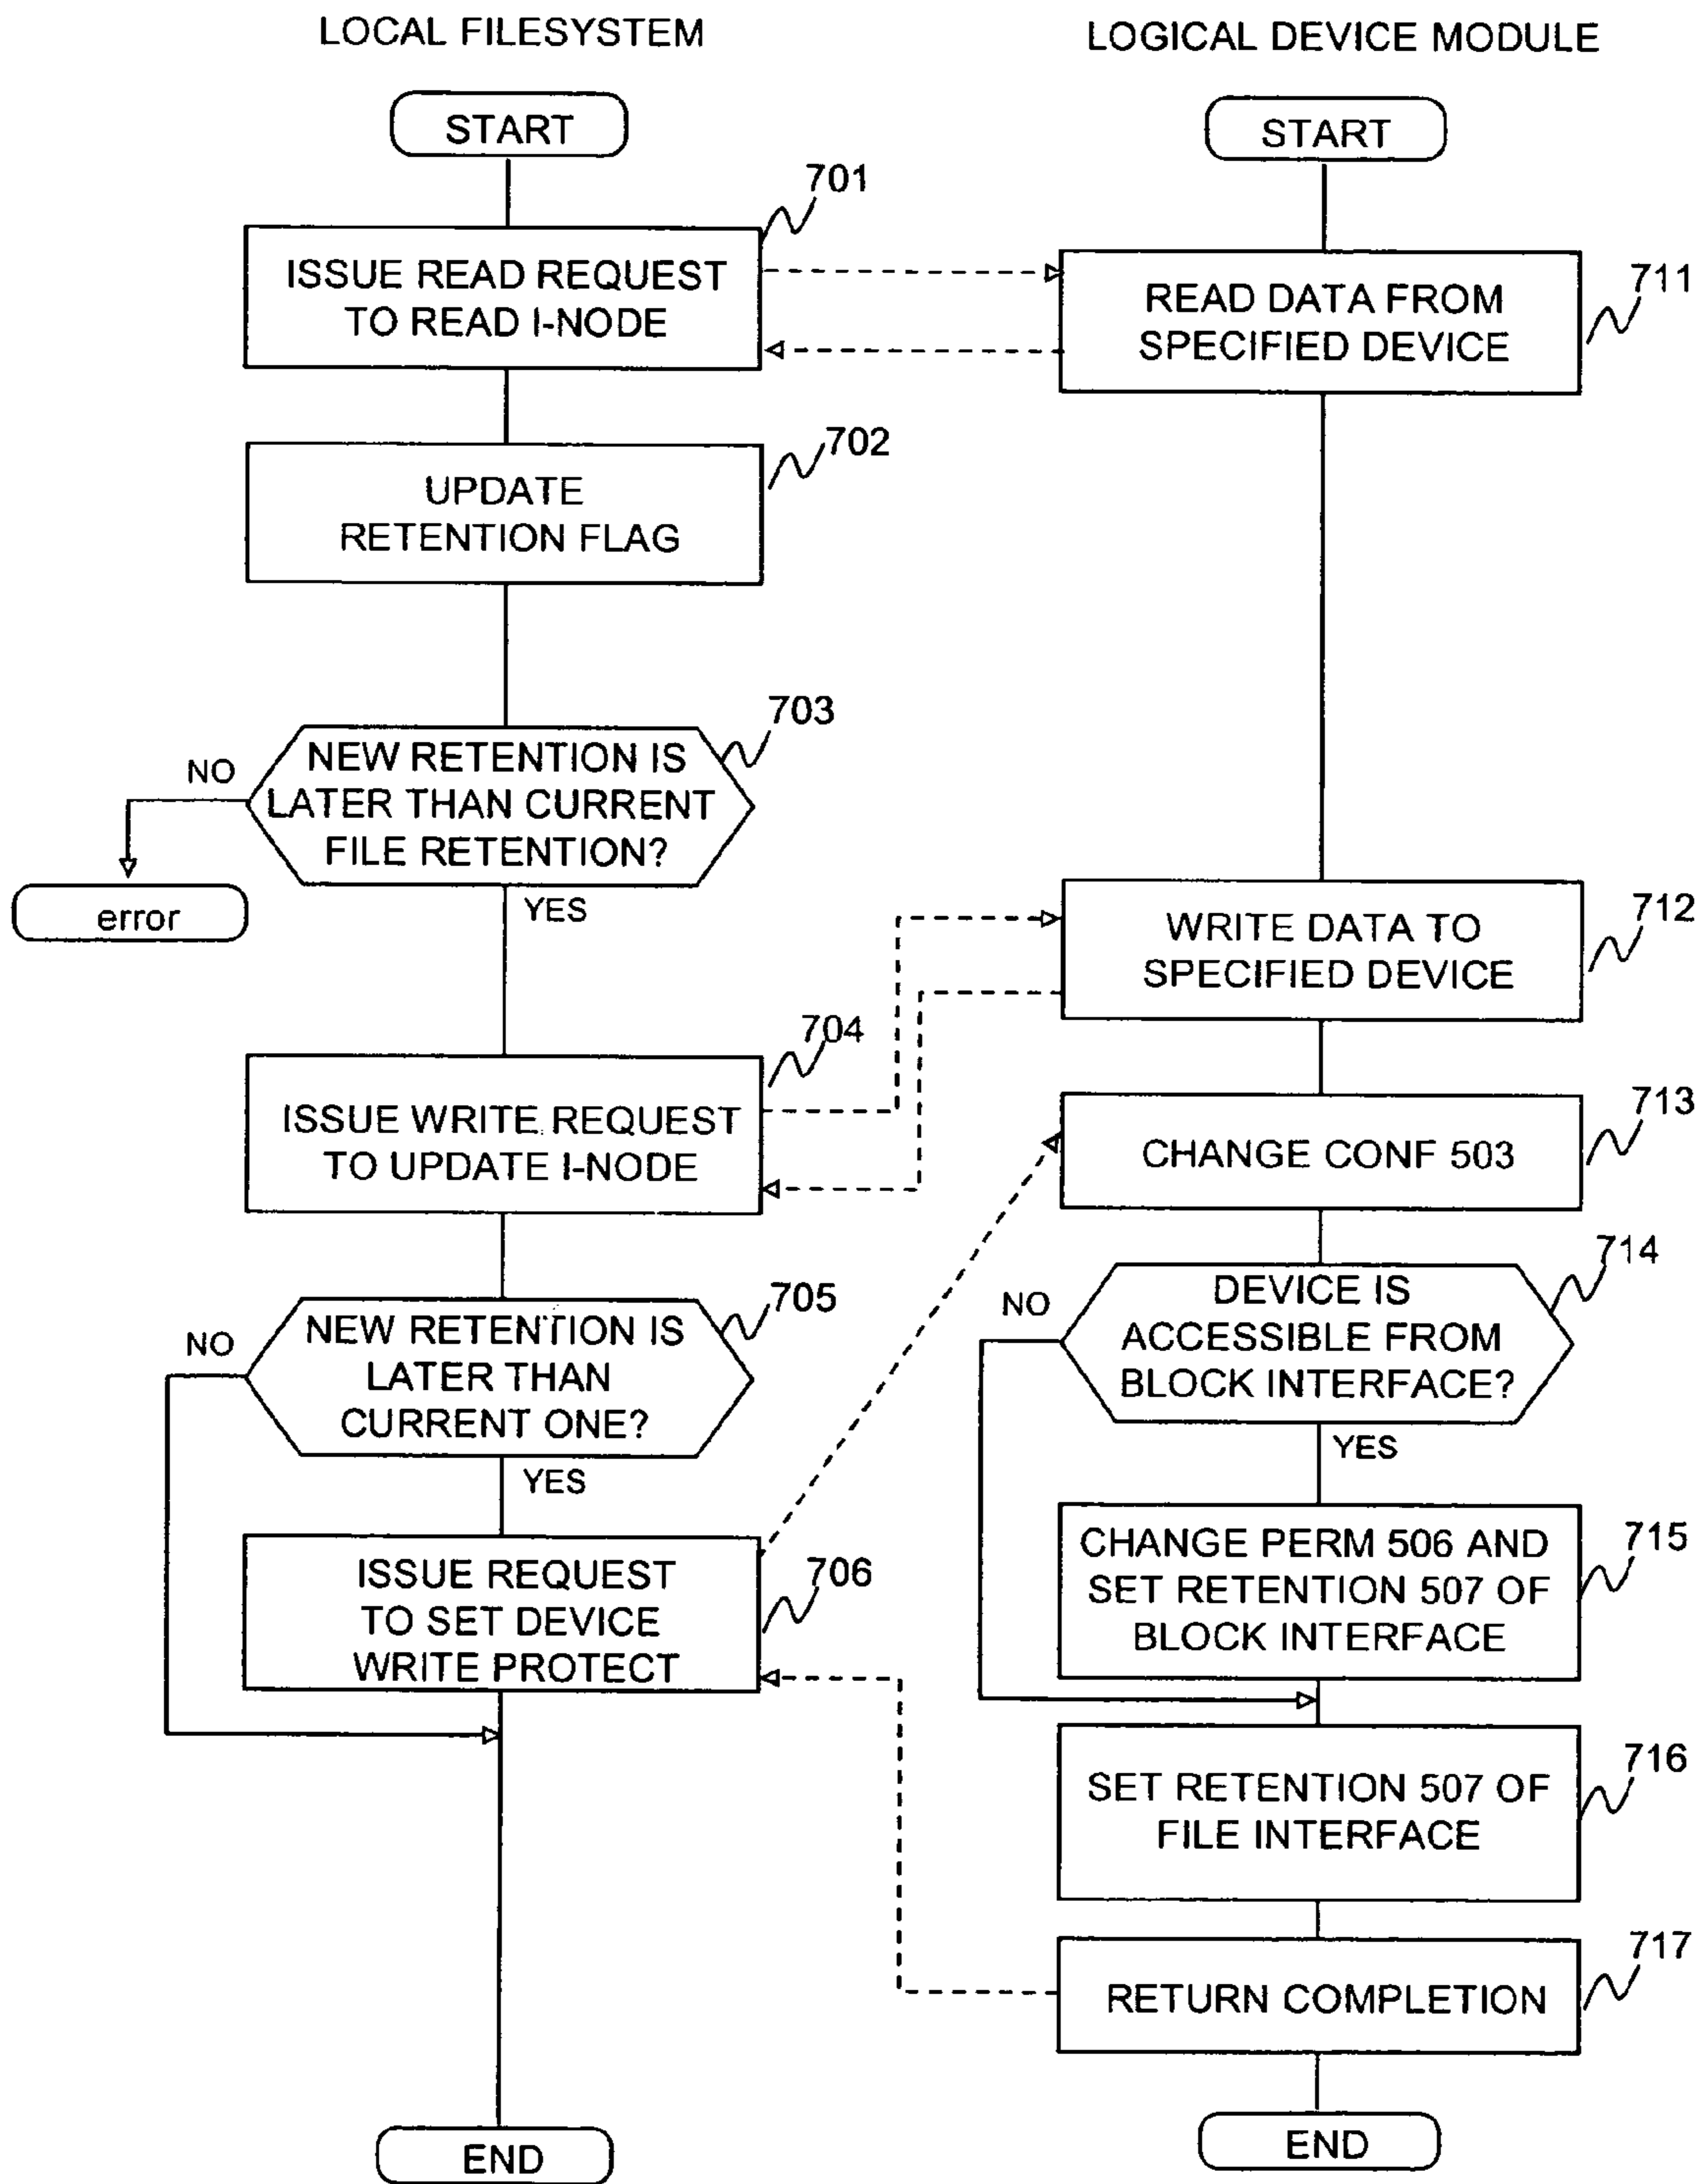 LOCAL FILESYSTEM
START
701
ISSUE READ REQUEST
TO READ I-NODE
702
UPDATE
RETENTION FLAG
703
NEW RETENTION IS
LATER THAN CURRENT
FILE RETENTION?
NO
error
YES
704
ISSUE WRITE REQUEST
TO UPDATE I-NODE
705
NEW RETENTION IS
LATER THAN
CURRENT ONE?
NO
YES
706
ISSUE REQUEST
TO SET DEVICE
WRITE PROTECT
END
LOGICAL DEVICE MODULE
START
711
READ DATA FROM
SPECIFIED DEVICE
712
WRITE DATA TO
SPECIFIED DEVICE
713
CHANGE CONF 503
714
DEVICE IS
ACCESSIBLE FROM
BLOCK INTERFACE?
NO
YES
715
CHANGE PERM 506 AND
SET RETENTION 507 OF
BLOCK INTERFACE
716
SET RETENTION 507 OF
FILE INTERFACE
717
RETURN COMPLETION
END